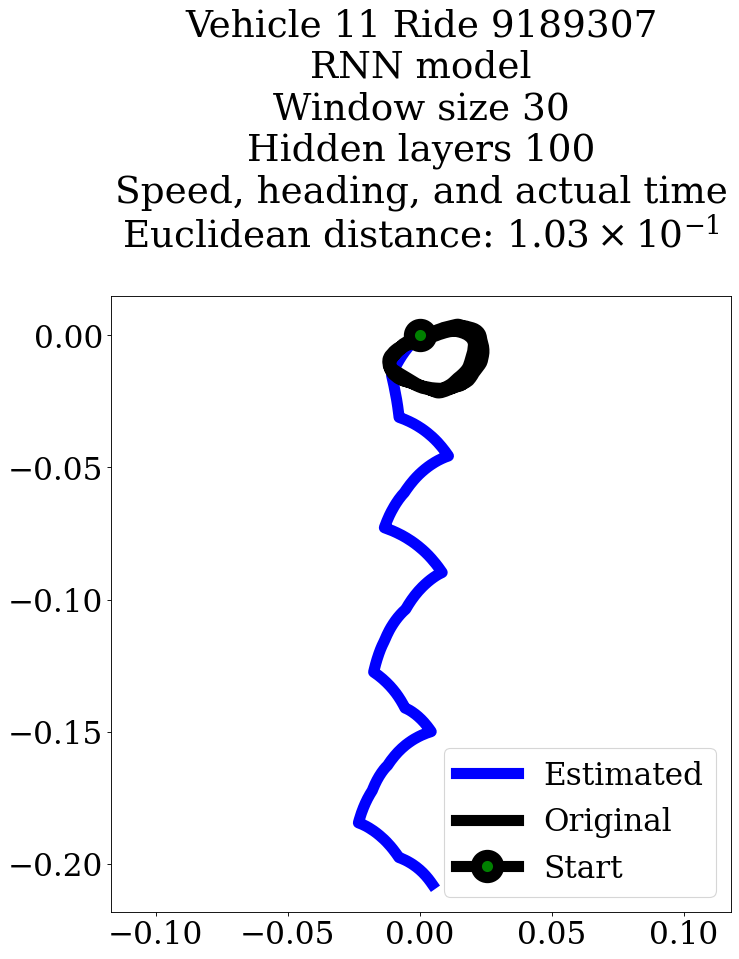 Vehicle 11 Ride 9189307
RNN model
Window size 30
Hidden layers 100
Speed, heading, and actual time
Euclidean distance: 1.03 × 10⁻¹
0.00
−0.05
−0.10
−0.15
−0.20
Estimated
Original
Start
−0.10 −0.05 0.00 0.05 0.10